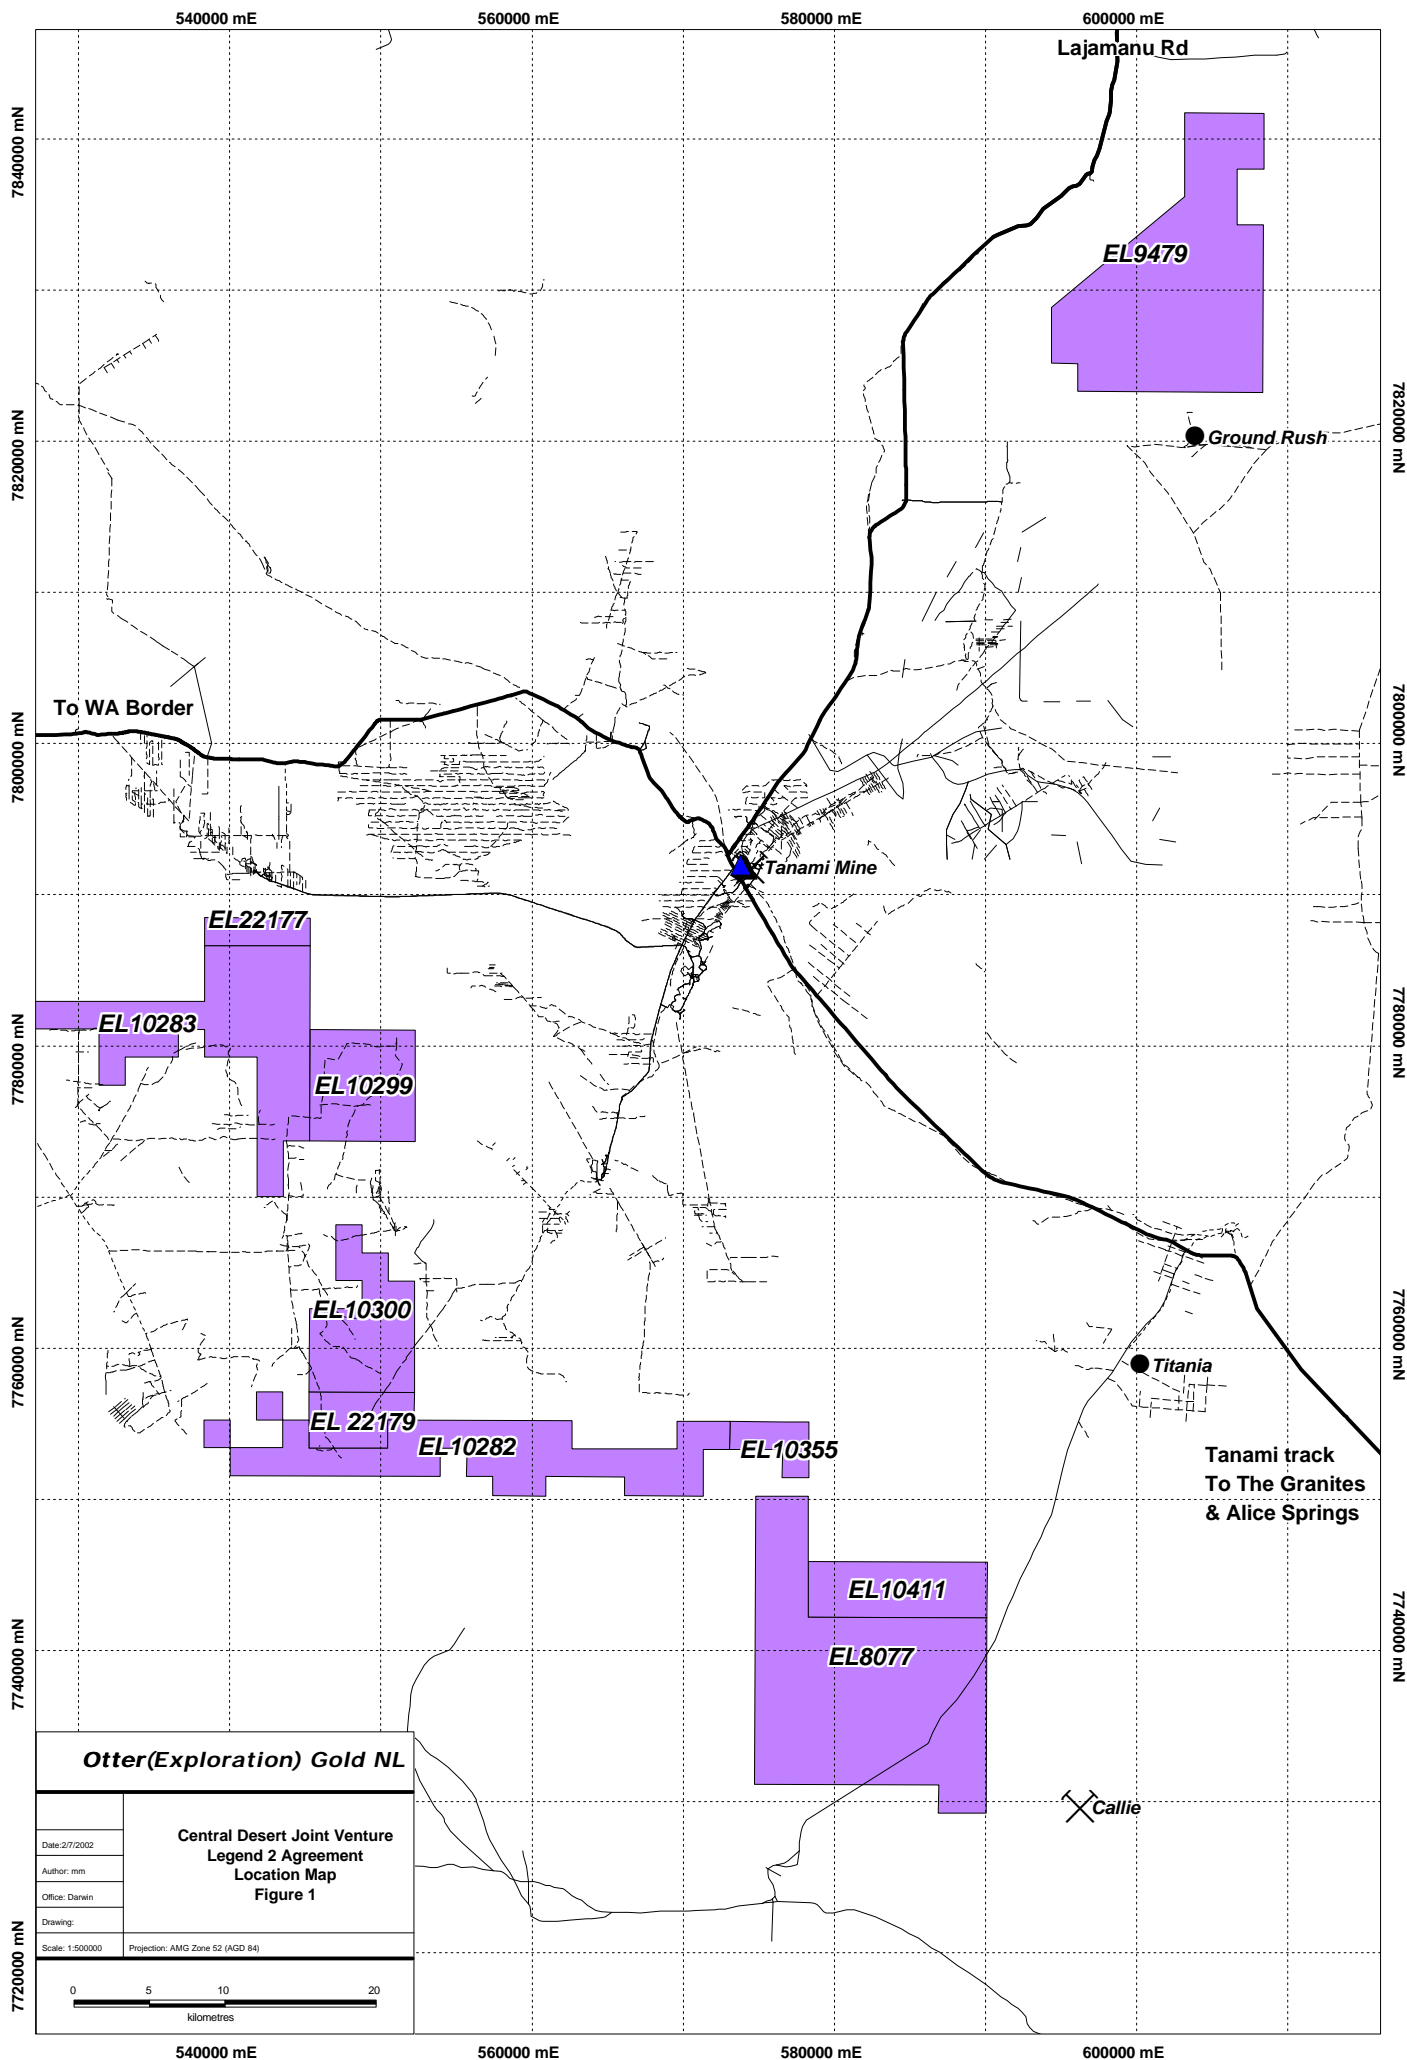 540000 mE
560000 mE
580000 mE
600000 mE
Lajamanu Rd
7840000 mN
EL9479
7820000 mN
7820000 mN
Ground Rush
To WA Border
7800000 mN
7800000 mN
Tanami Mine
EL22177
EL10283
7780000 mN
7780000 mN
EL10299
EL10300
7760000 mN
7760000 mN
Titania
EL 22179
EL10282
EL10355
Tanami track
To The Granites
& Alice Springs
EL10411
7740000 mN
7740000 mN
EL8077
Otter(Exploration) Gold NL
Callie
Date:2/7/2002
Author: mm
Office: Darwin
Drawing:
Scale: 1:500000
Central Desert Joint Venture
Legend 2 Agreement
Location Map
Figure 1
Projection: AMG Zone 52 (AGD 84)
7720000 mN
0 5 10 20
kilometres
540000 mE
560000 mE
580000 mE
600000 mE